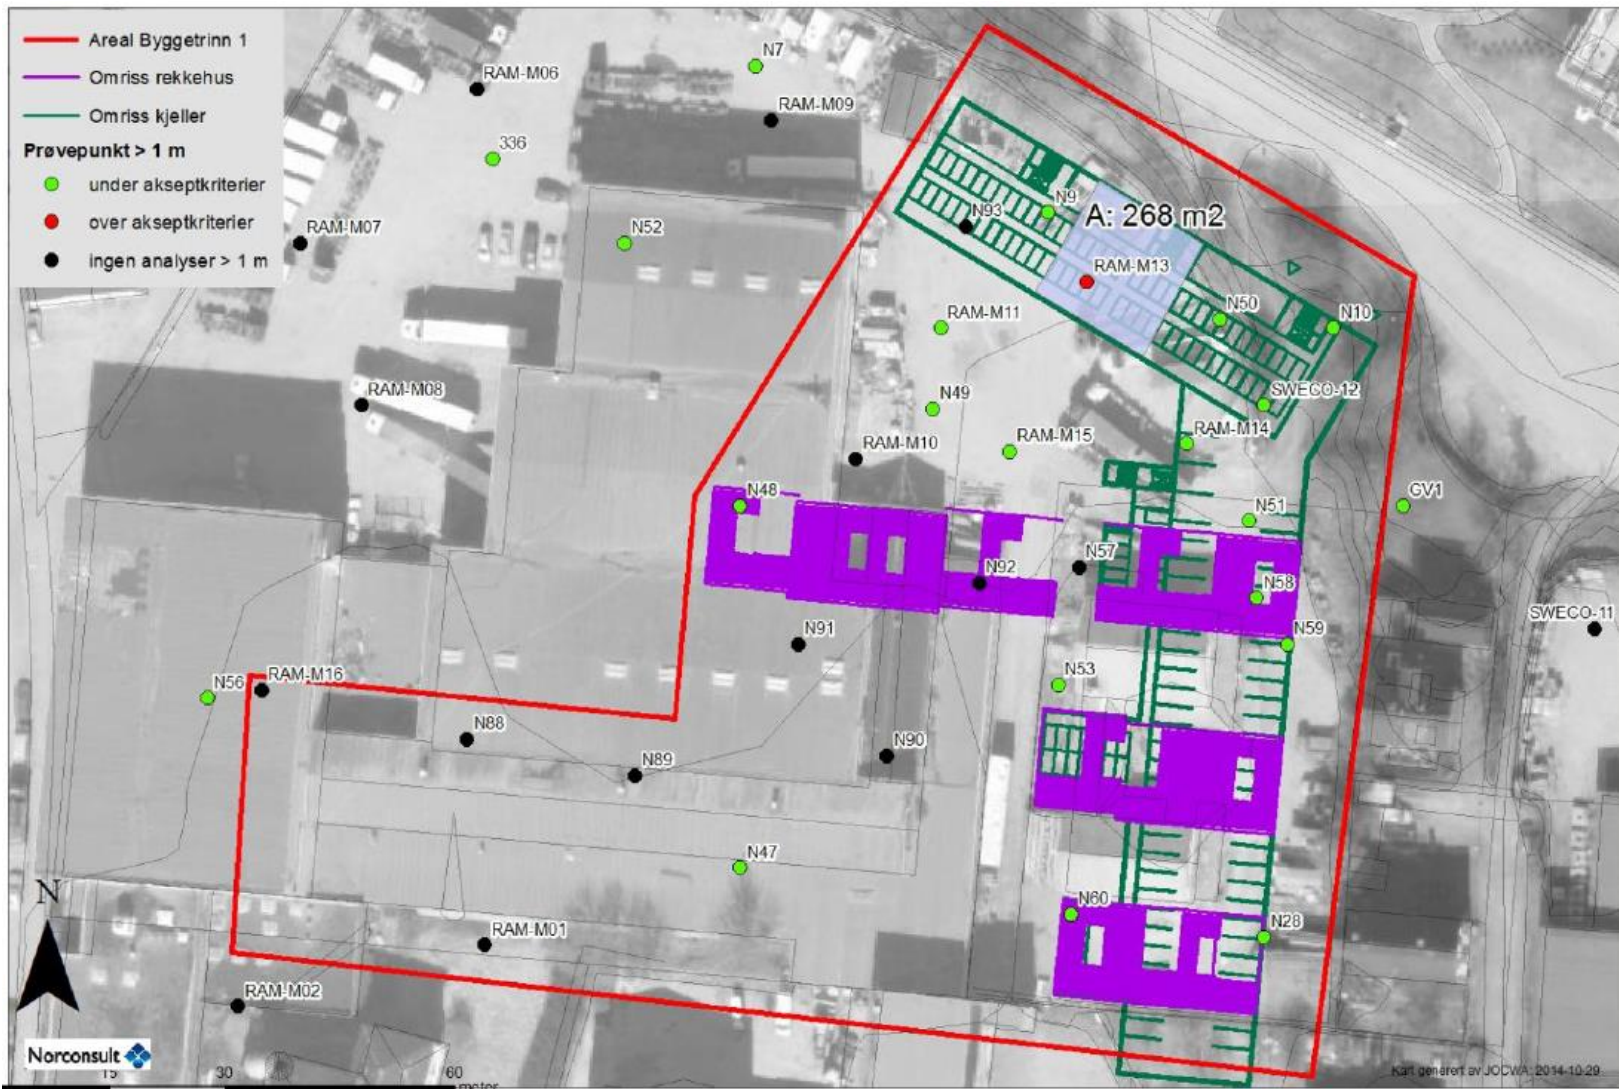 Areal Byggetrinn 1
Omriss rekkehus
Omriss kjeller
Prøvepunkt > 1 m
under akseptkriterier
over akseptkriterier
ingen analyser > 1 m
N7
RAM-M06
RAM-M09
336
RAM-M07
N52
N9
N93
A: 268 m2
RAM-M13
RAM-M11
N50
N10
RAM-M08
N49
SWECO-12
RAM-M10
RAM-M15
RAM-M14
N48
N51
GV1
N57
N92
N58
SWECO-11
N91
N59
N56
RAM-M16
N53
N88
N89
N90
N47
N
N60
RAM-M01
N28
RAM-M02
Norconsult
15 30 60
meter
Kart generert av JOCWA: 2014-10-29